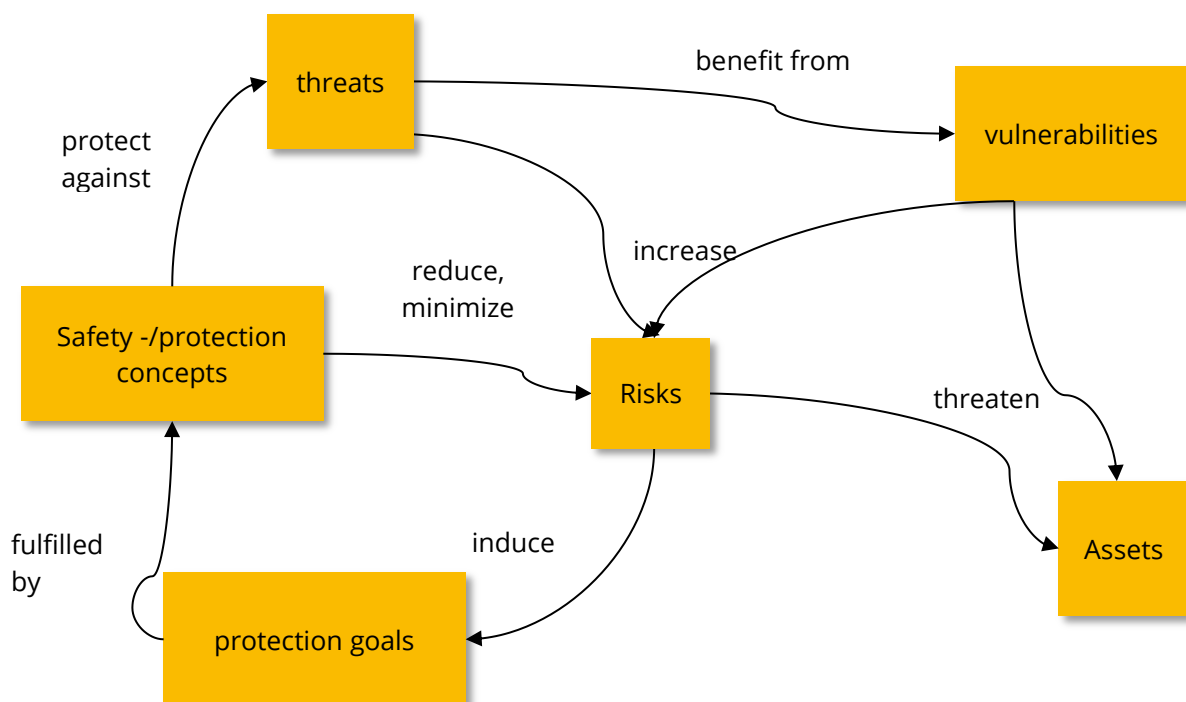 threats
benefit from
vulnerabilities
protect
against
increase
reduce,
minimize
Safety -/protection
concepts
Risks
threaten
Assets
induce
fulfilled
by
protection goals